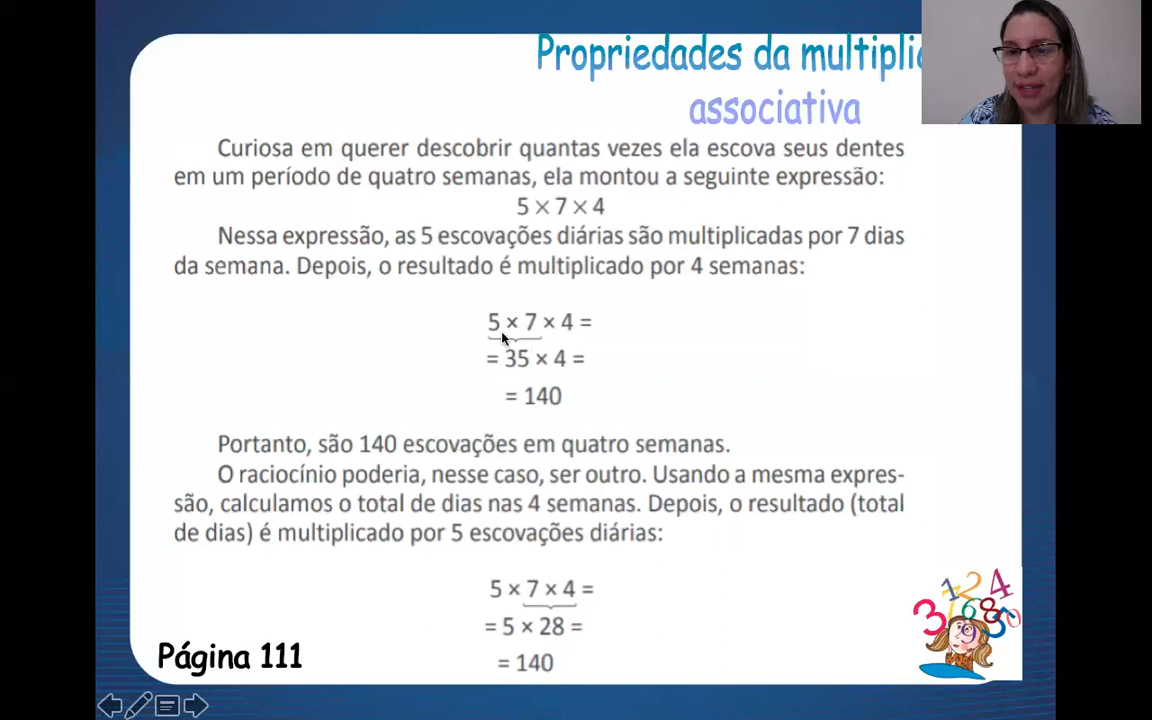 Propriedades da multiplic
associativa
Curiosa em querer descobrir quantas vezes ela escova seus dentes
em um período de quatro semanas, ela montou a seguinte expressão:
5 × 7 × 4
Nessa expressão, as 5 escovações diárias são multiplicadas por 7 dias
da semana. Depois, o resultado é multiplicado por 4 semanas:
5 × 7 × 4 =
= 35 × 4 =
= 140
Portanto, são 140 escovações em quatro semanas.
O raciocínio poderia, nesse caso, ser outro. Usando a mesma expres-
são, calculamos o total de dias nas 4 semanas. Depois, o resultado (total
de dias) é multiplicado por 5 escovações diárias:
5 × 7 × 4 =
= 5 × 28 =
= 140
Página 111